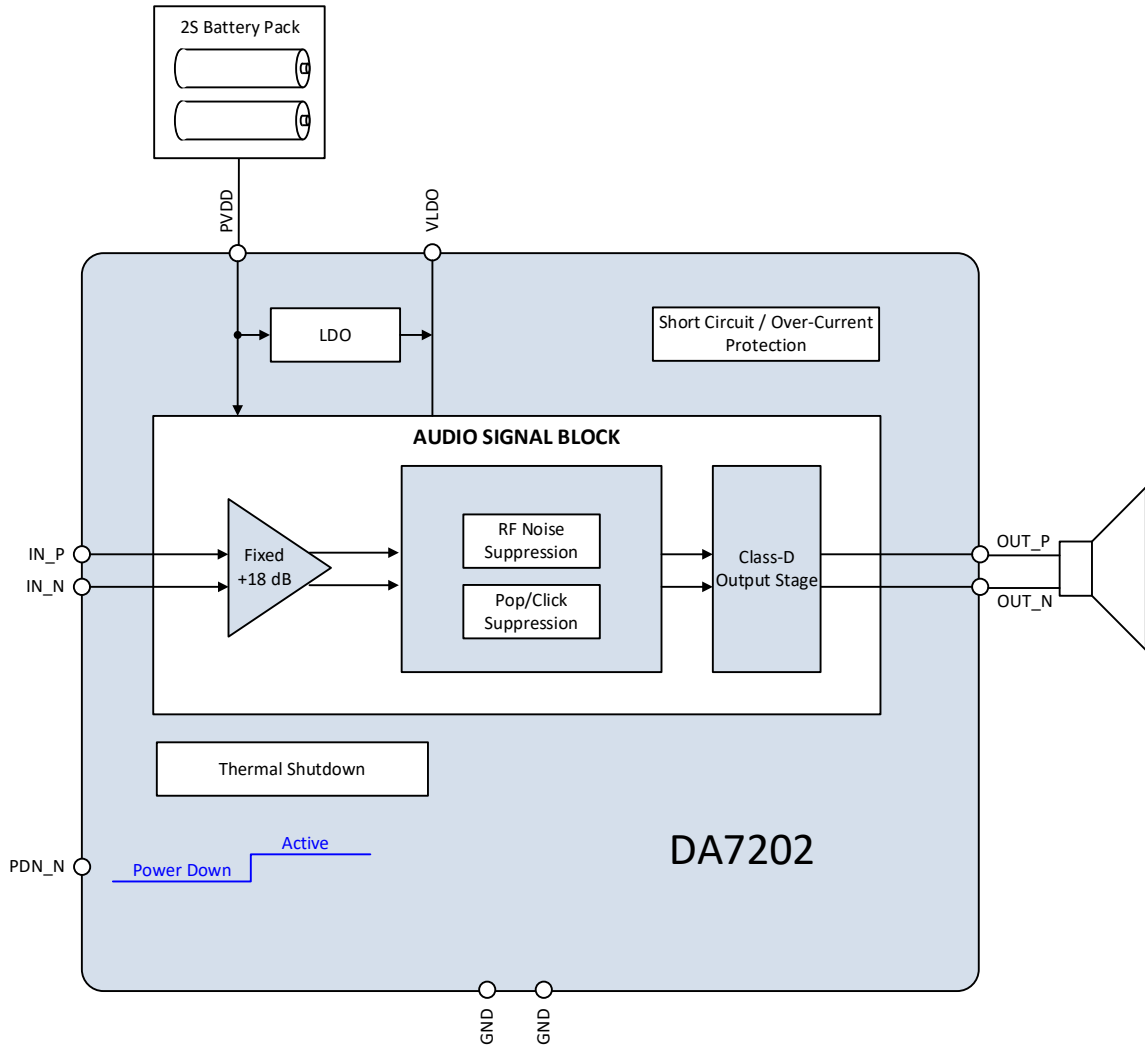 2S Battery Pack
PVDD
VLDO
LDO
Short Circuit / Over-Current
Protection
AUDIO SIGNAL BLOCK
IN_P
IN_N
Fixed
+18 dB
RF Noise
Suppression
Pop/Click
Suppression
Class-D
Output Stage
OUT_P
OUT_N
Thermal Shutdown
PDN_N
Power Down
Active
DA7202
GND
GND